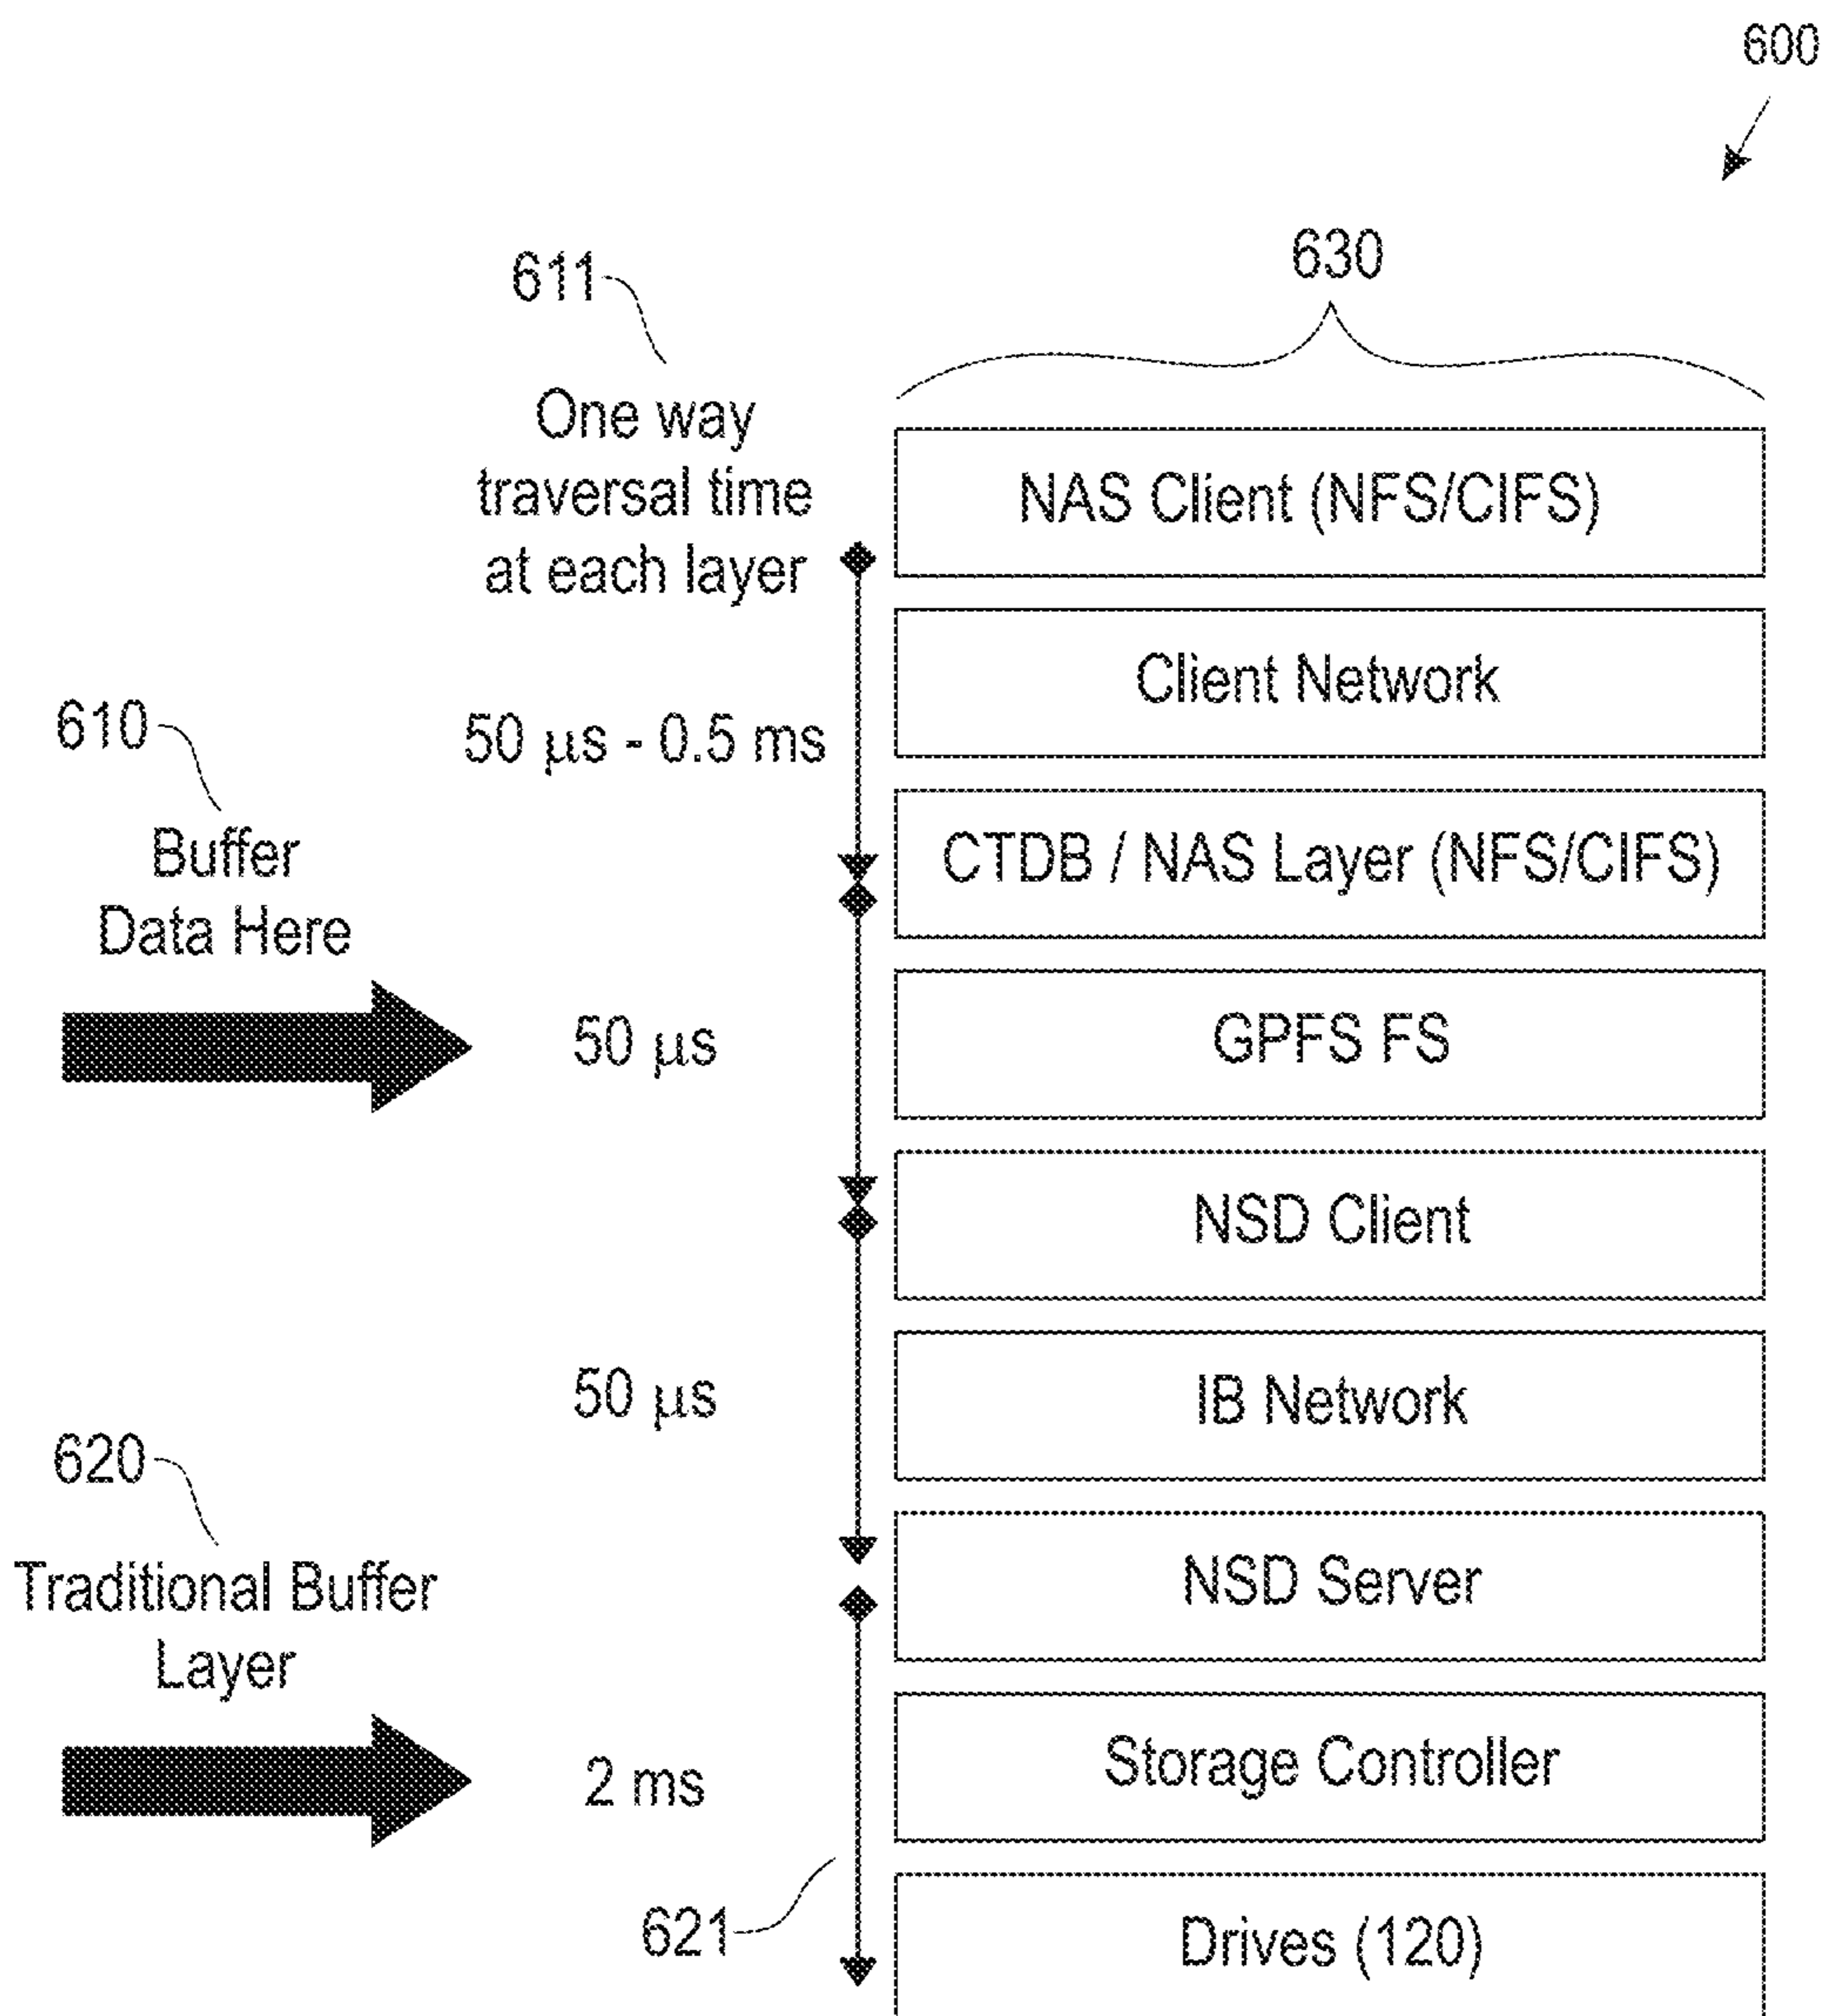 600
630
611
One way
traversal time
at each layer
NAS Client (NFS/CIFS)
Client Network
610
50 µs - 0.5 ms
Buffer
Data Here
CTDB / NAS Layer (NFS/CIFS)
50 µs
GPFS FS
NSD Client
50 µs
IB Network
620
Traditional Buffer
Layer
NSD Server
2 ms
Storage Controller
621
Drives (120)